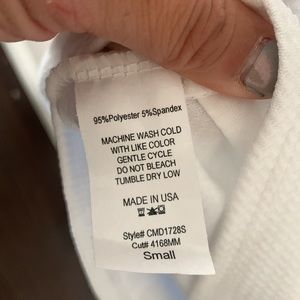 95%Polyester 5%Spandex
MACHINE WASH COLD
WITH LIKE COLOR
GENTLE CYCLE
DO NOT BLEACH
TUMBLE DRY LOW
MADE IN USA
Style# CMD1728S
Cut# 4168MM
Small